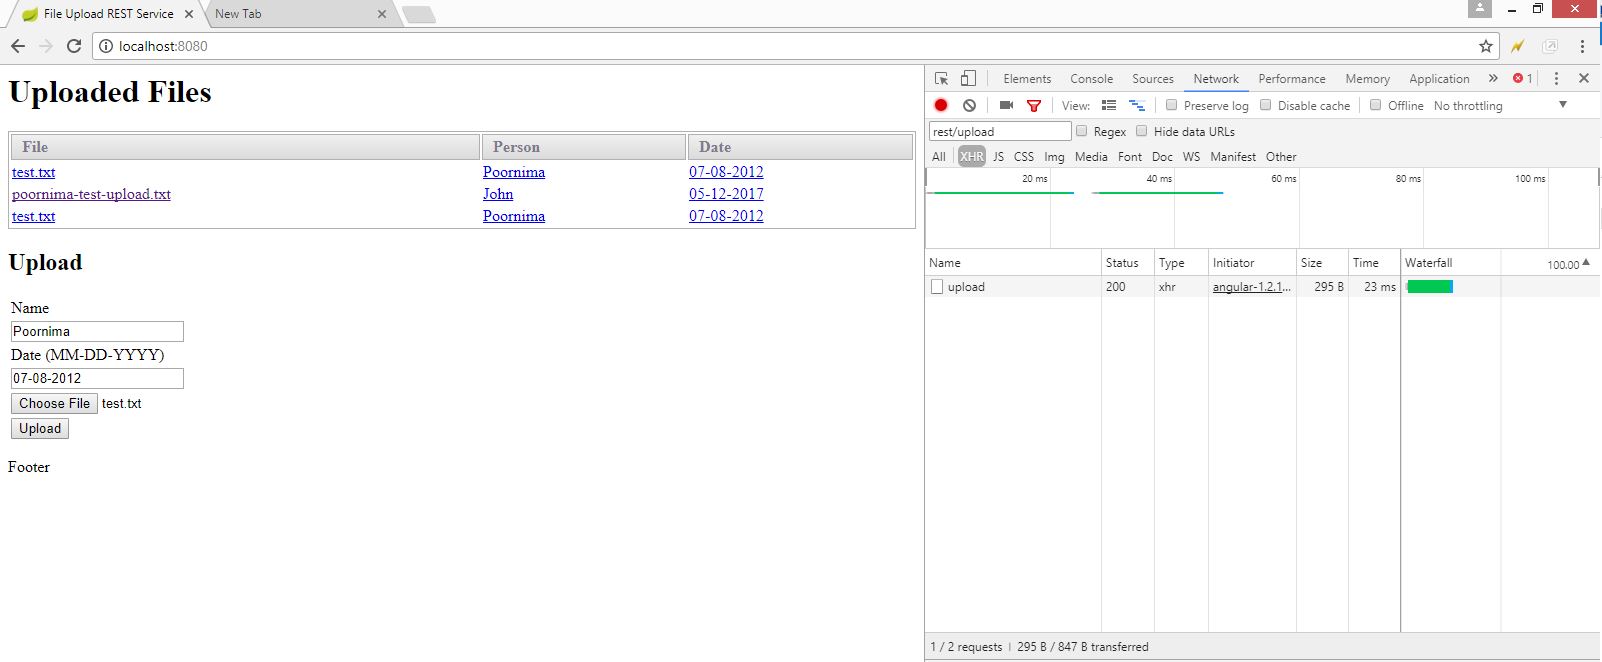 File Upload REST Service
New Tab
localhost:8080
Uploaded Files
File Person Date
test.txt Poornima 07-08-2012
poornima-test-upload.txt John 05-12-2017
test.txt Poornima 07-08-2012
Upload
Name
Poornima
Date (MM-DD-YYYY)
07-08-2012
Choose File test.txt
Upload
Footer
Elements Console Sources Network Performance Memory Application » 1
View: Preserve log Disable cache Offline No throttling
rest/upload Regex Hide data URLs
All XHR JS CSS Img Media Font Doc WS Manifest Other
20 ms 40 ms 60 ms 80 ms 100 ms
Name Status Type Initiator Size Time Waterfall 100.00
upload 200 xhr angular-1.2.1... 295 B 23 ms
1 / 2 requests | 295 B / 847 B transferred